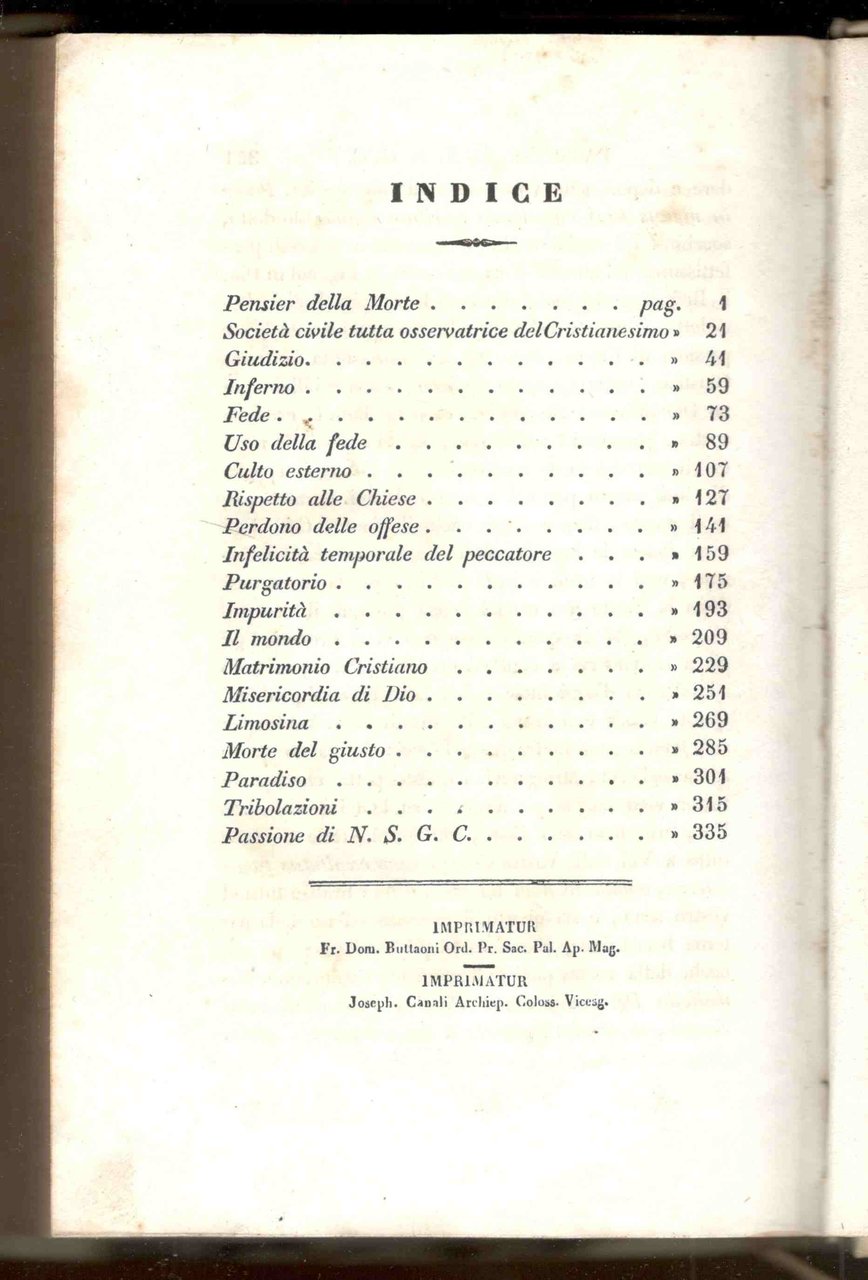 INDICE
Pensier della Morte . . . . . . . pag. 1
Società civile tutta osservatrice del Cristianesimo » 21
Giudizio. . . . . . . . . . . . . » 41
Inferno . . . . . . . . . . . . . » 59
Fede . . . . . . . . . . . . . . » 73
Uso della fede . . . . . . . . . » 89
Culto esterno . . . . . . . . . . » 107
Rispetto alle Chiese . . . . . . . . » 127
Perdono delle offese . . . . . . . . » 141
Infelicità temporale del peccatore . . . » 159
Purgatorio . . . . . . . . . . . » 175
Impurità . . . . . . . . . . . » 193
Il mondo . . . . . . . . . . . » 209
Matrimonio Cristiano . . . . . . . » 229
Misericordia di Dio . . . . . . . . » 251
Limosina . . . . . . . . . . . » 269
Morte del giusto . . . . . . . . . » 285
Paradiso . . . . . . . . . . . » 301
Tribolazioni . . . . . . . . . . » 315
Passione di N. S. G. C. . . . . . . » 335
IMPRIMATUR
Fr. Dom. Buttaoni Ord. Pr. Sac. Pal. Ap. Mag.
IMPRIMATUR
Joseph. Canali Archiep. Coloss. Vicesg.